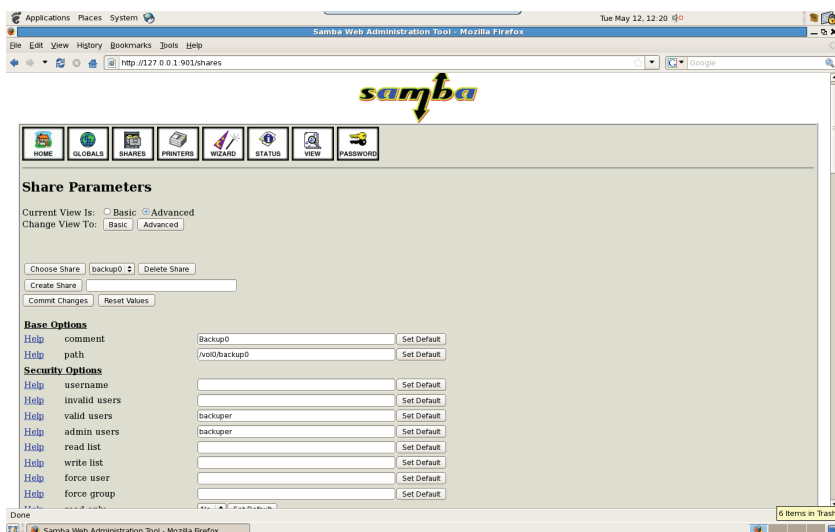 Applications Places System
Tue May 12, 12:20
Samba Web Administration Tool - Mozilla Firefox
File Edit View History Bookmarks Tools Help
http://127.0.0.1:901/shares
Google
samba
HOME GLOBALS SHARES PRINTERS WIZARD STATUS VIEW PASSWORD
Share Parameters
Current View Is: Basic Advanced
Change View To: Basic Advanced
Choose Share backup0 Delete Share
Create Share
Commit Changes Reset Values
Base Options
Help comment Backup0 Set Default
Help path /vol0/backup0 Set Default
Security Options
Help username Set Default
Help invalid users Set Default
Help valid users backuper Set Default
Help admin users backuper Set Default
Help read list Set Default
Help write list Set Default
Help force user Set Default
Help force group Set Default
Help read only No Set Default
Done
6 Items in Trash
Samba Web Administration Tool - Mozilla Firefox